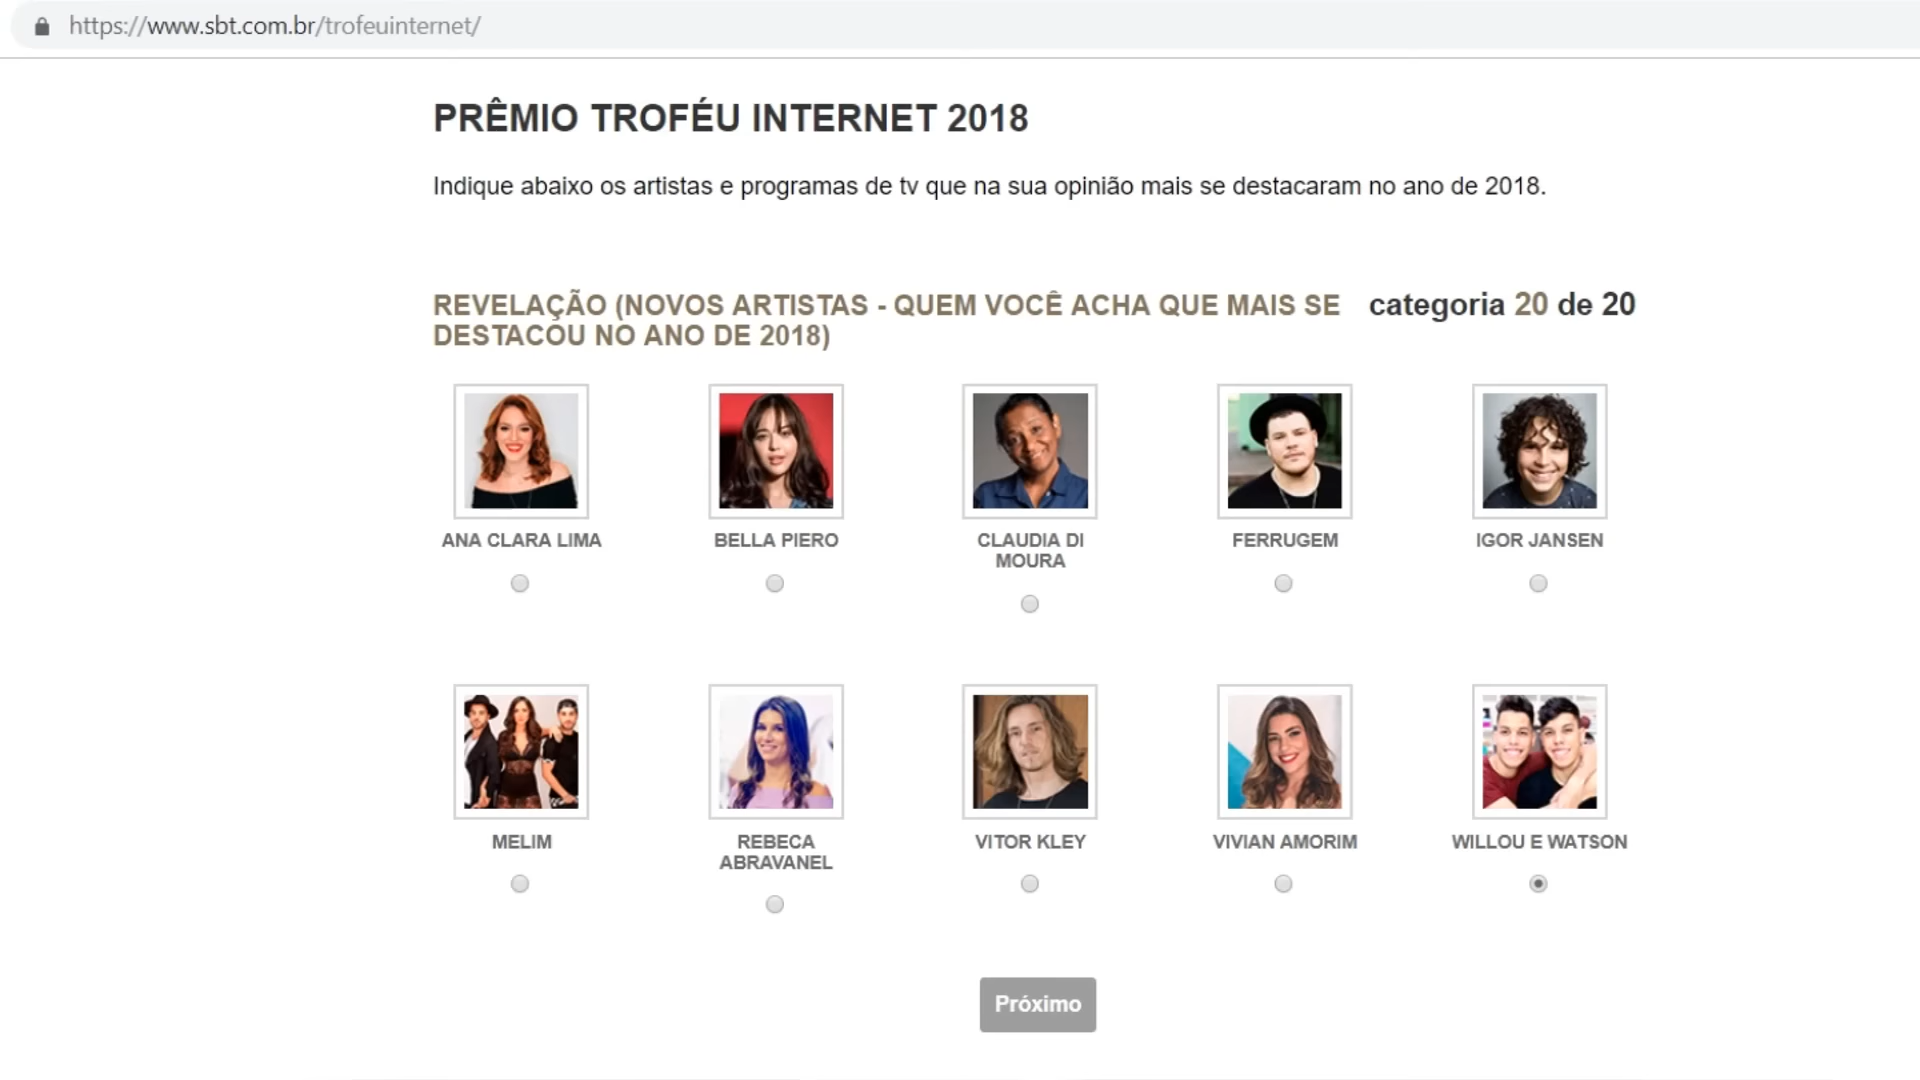 https://www.sbt.com.br/trofeuinternet/
PRÊMIO TROFÉU INTERNET 2018
Indique abaixo os artistas e programas de tv que na sua opinião mais se destacaram no ano de 2018.
REVELAÇÃO (NOVOS ARTISTAS - QUEM VOCÊ ACHA QUE MAIS SE
DESTACOU NO ANO DE 2018)
categoria 20 de 20
ANA CLARA LIMA
BELLA PIERO
CLAUDIA DI
MOURA
FERRUGEM
IGOR JANSEN
MELIM
REBECA
ABRAVANEL
VITOR KLEY
VIVIAN AMORIM
WILLOU E WATSON
Próximo